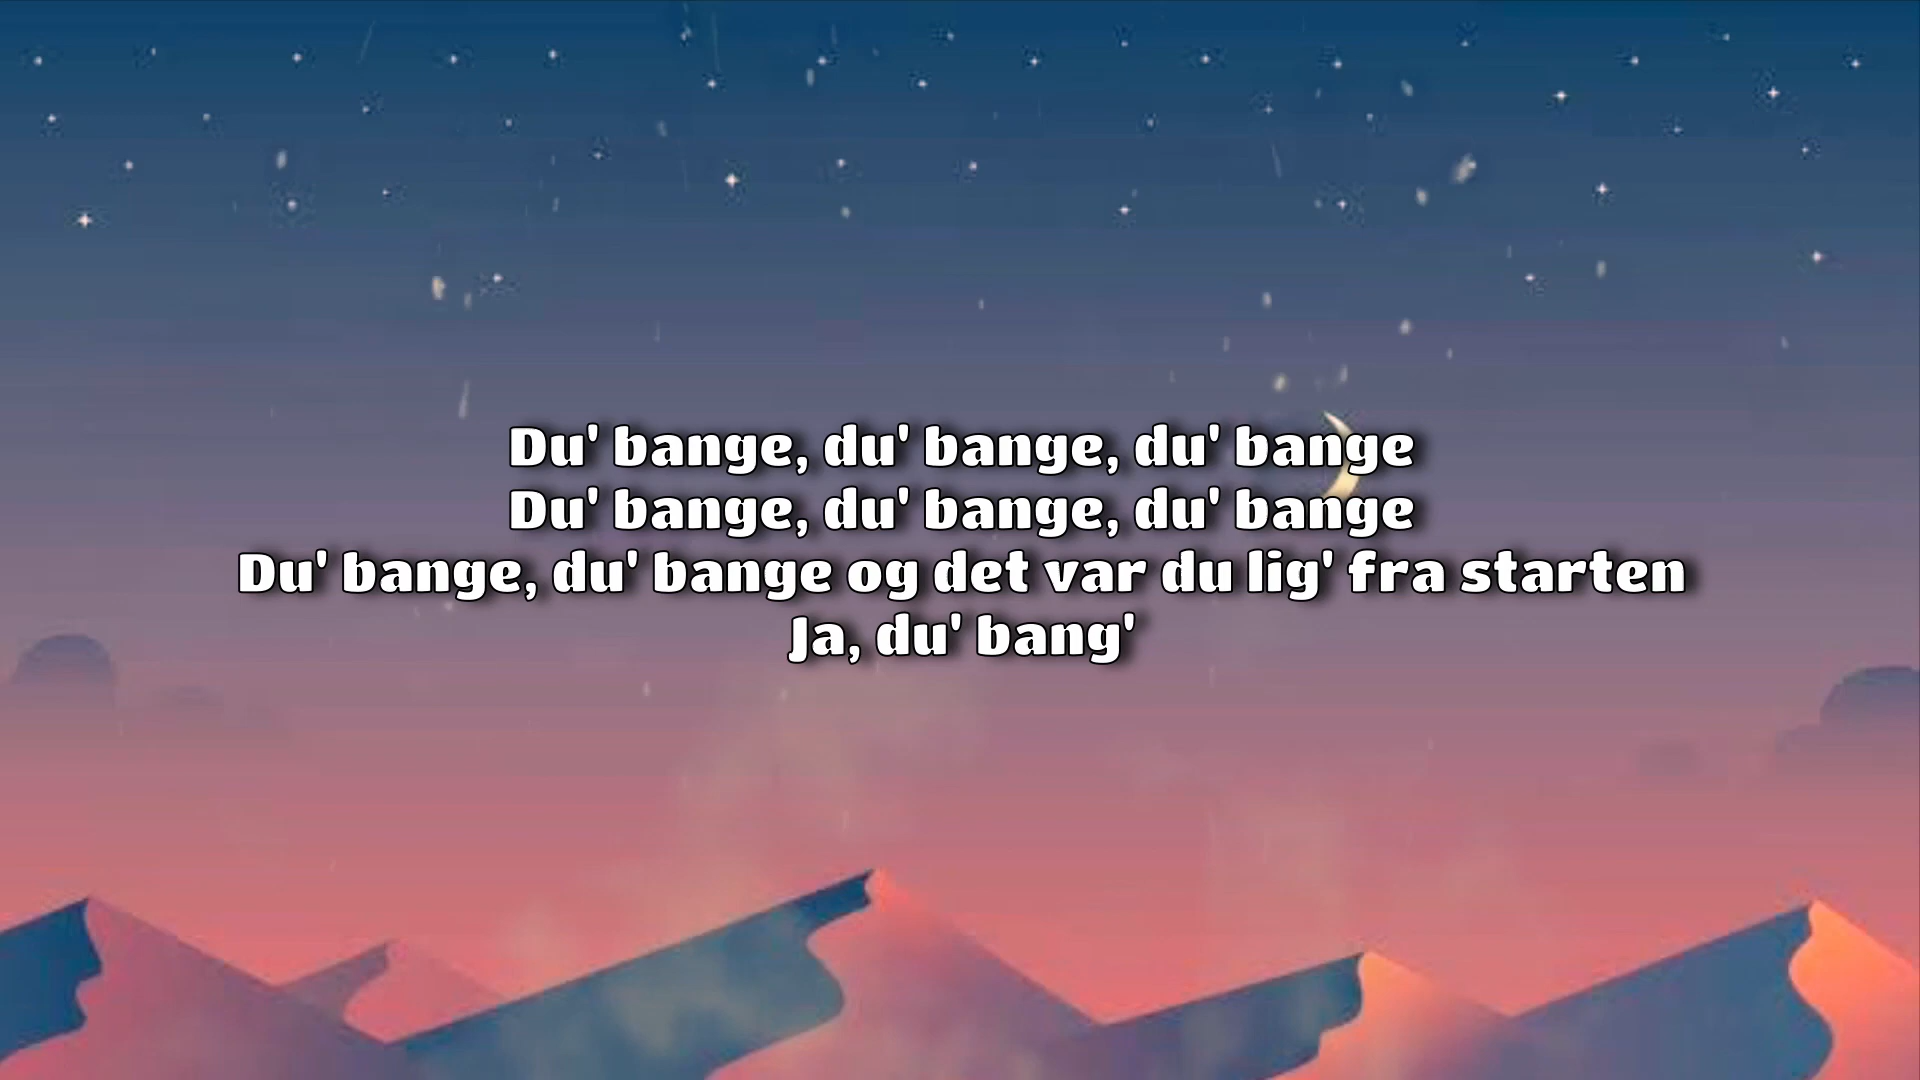 Du' bange, du' bange, du' bange
Du' bange, du' bange, du' bange
Du' bange, du' bange og det var du lig' fra starten
Ja, du' bang'